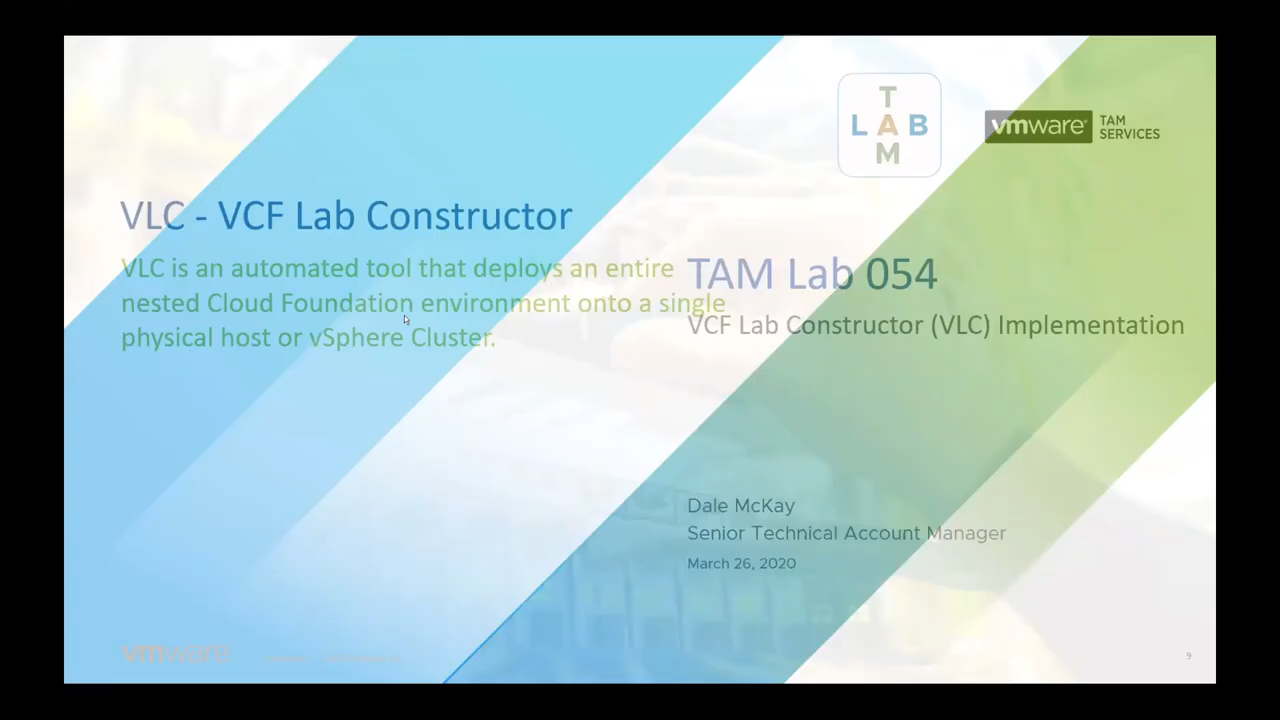 T
LAB
M
vmware
TAM
SERVICES
VLC - VCF Lab Constructor
VLC is an automated tool that deploys an entire
nested Cloud Foundation environment onto a single
physical host or vSphere Cluster.
TAM Lab 054
VCF Lab Constructor (VLC) Implementation
Dale McKay
Senior Technical Account Manager
March 26, 2020
vmware
9